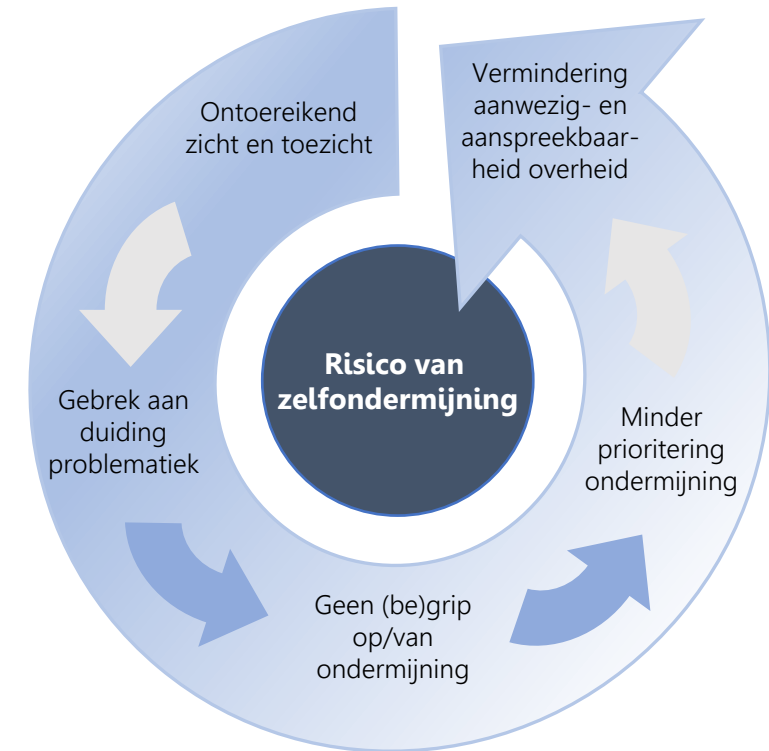 Ontoereikend
zicht en toezicht
Gebrek aan
duiding
problematiek
Geen (be)grip
op/van
ondermijning
Minder
prioritering
ondermijning
Vermindering
aanwezig- en
aanspreekbaar-
heid overheid
Risico van
zelfondermijning